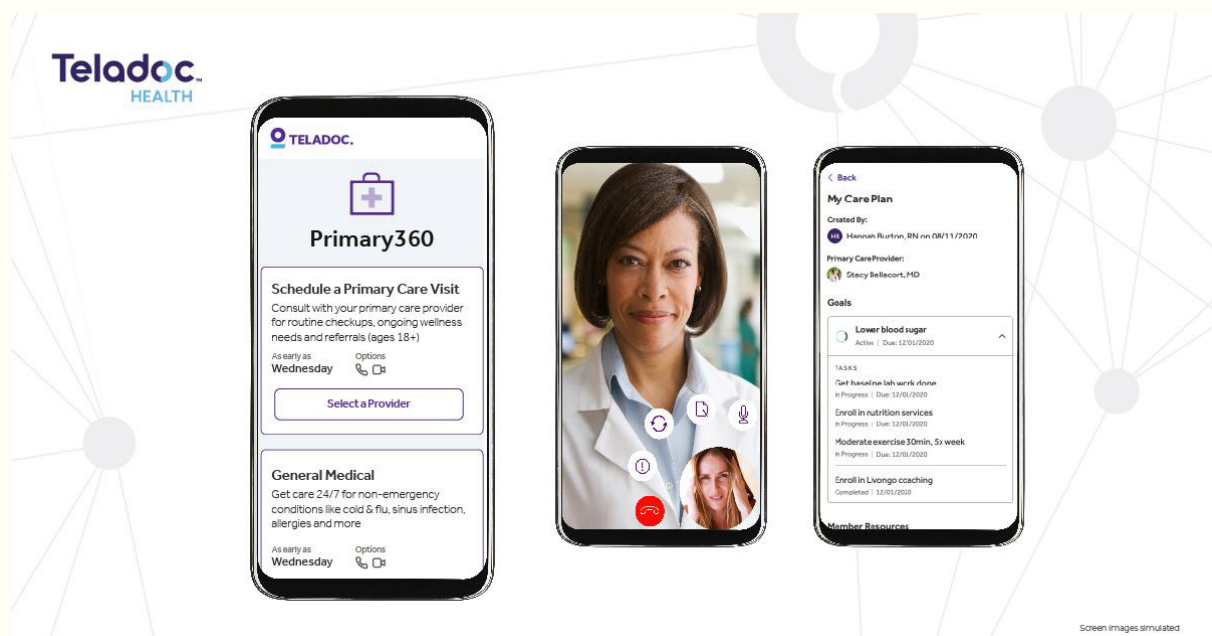 Teladoc™
HEALTH
TELADOC.
Primary360
Schedule a Primary Care Visit
Consult with your primary care provider
for routine checkups, ongoing wellness
needs and referrals (ages 18+)
As early as Options
Wednesday
Select a Provider
General Medical
Get care 24/7 for non-emergency
conditions like cold & flu, sinus infection,
allergies and more
As early as Options
Wednesday
< Back
My Care Plan
Created By:
HB Hannah Burton, RN on 08/11/2020
Primary Care Provider:
Stacy Bellacort, MD
Goals
Lower blood sugar
Active | Due: 12/01/2020
TASKS
Get baseline lab work done
In Progress | Due: 12/01/2020
Enroll in nutrition services
In Progress | Due: 12/01/2020
Moderate exercise 30min, 5x week
In Progress | Due: 12/01/2020
Enroll in Livongo coaching
Completed | 12/01/2020
Member Resources
Screen images simulated